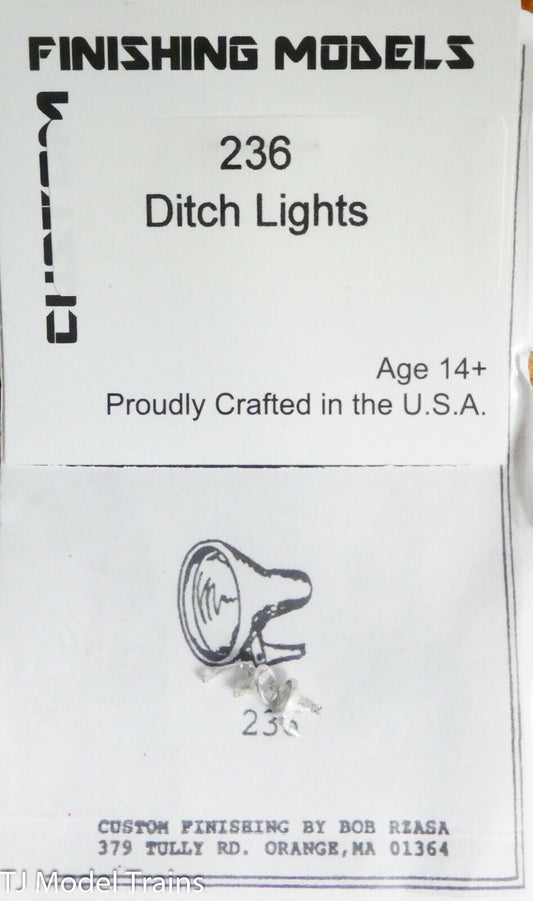 FINISHING MODELS
CUSTOM
236
Ditch Lights
Age 14+
Proudly Crafted in the U.S.A.
236
CUSTOM FINISHING BY BOB RZASA
379 TULLY RD. ORANGE, MA 01364
TJ Model Trains